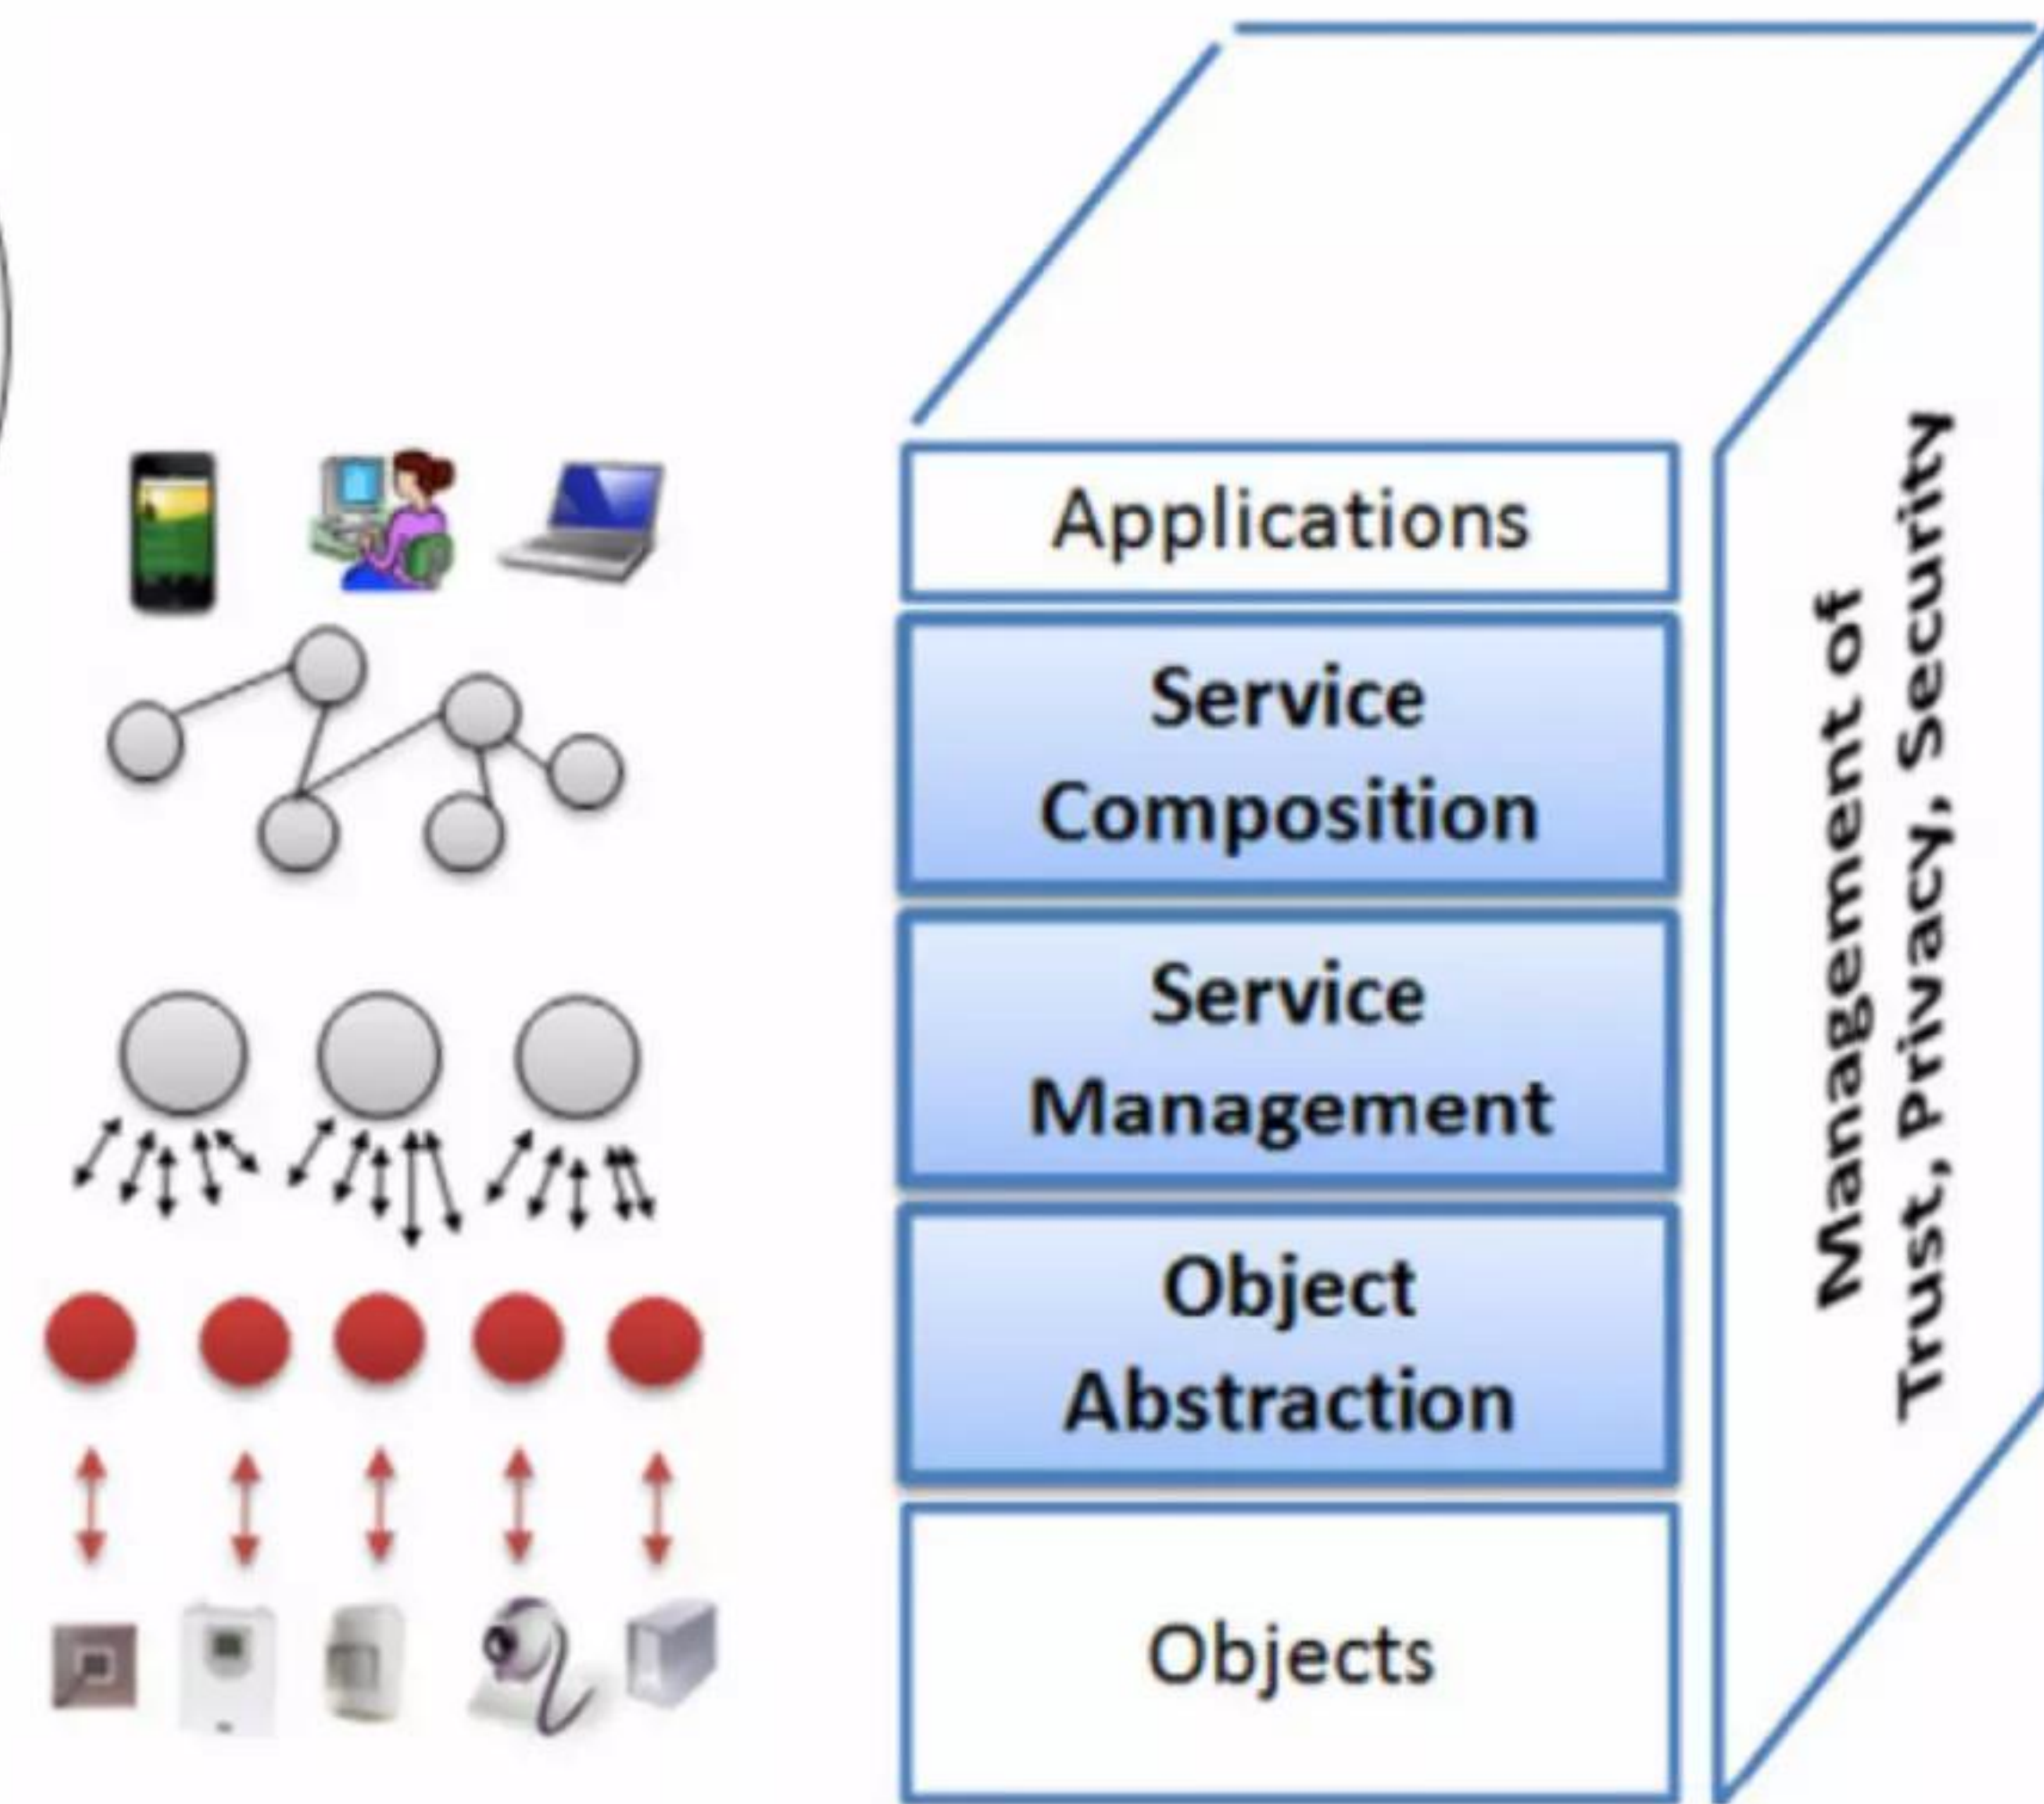 Applications
Service
Composition
Service
Management
Object
Abstraction
Objects
Management of
Trust, Privacy, Security